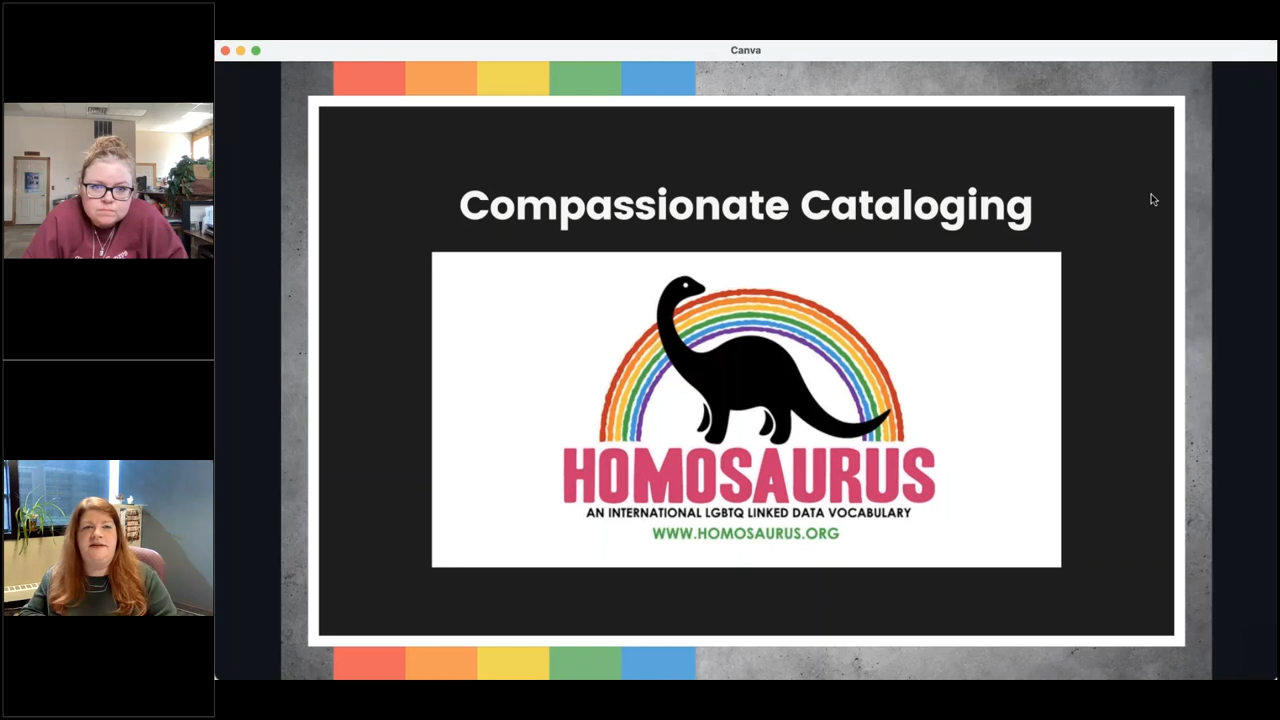 Canva
Compassionate Cataloging
HOMOSAURUS
AN INTERNATIONAL LGBTQ LINKED DATA VOCABULARY
WWW.HOMOSAURUS.ORG